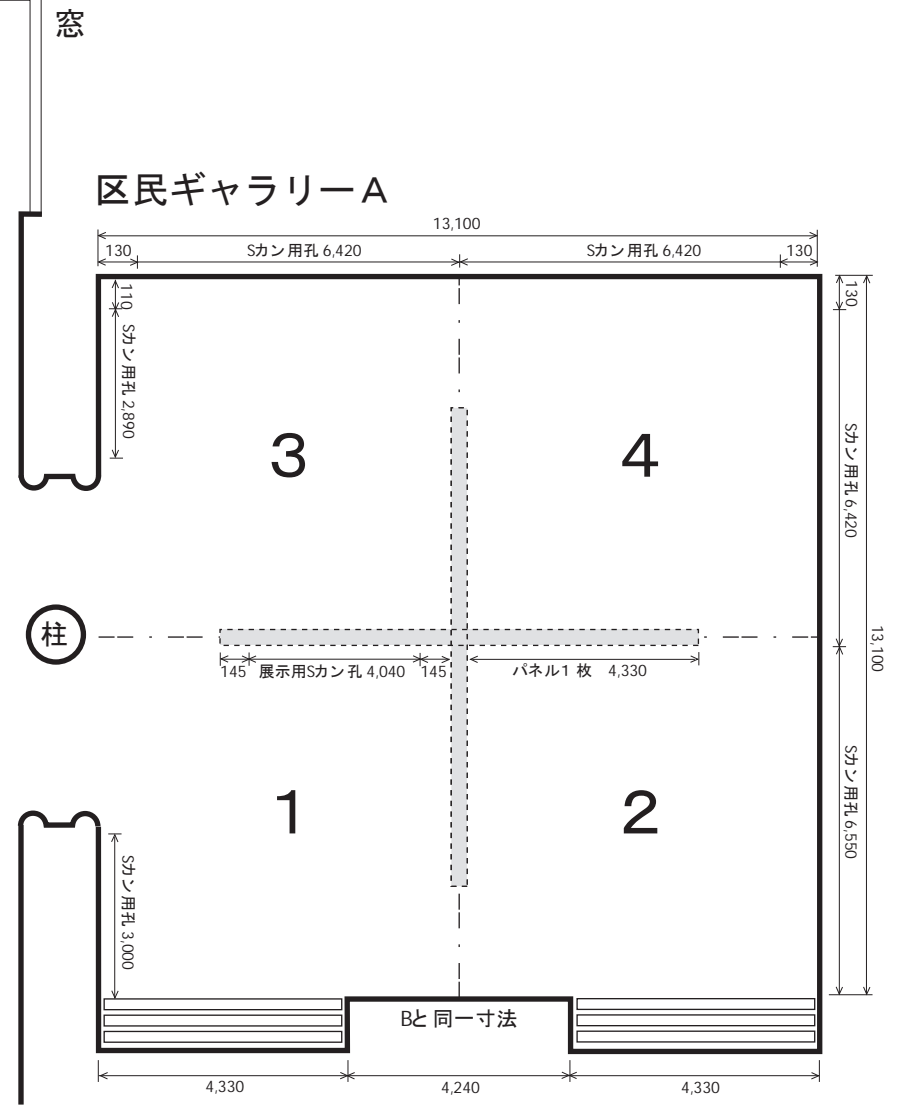 窓
区民ギャラリーA
13,100
130
Sカン用孔 6,420
Sカン用孔 6,420
130
110
Sカン用孔 2,890
130
Sカン用孔 6,420
13,100
3
4
柱
145
展示用Sカン孔 4,040
145
パネル1枚 4,330
1
2
Sカン用孔 6,550
Sカン用孔 3,000
Bと同一寸法
4,330
4,240
4,330